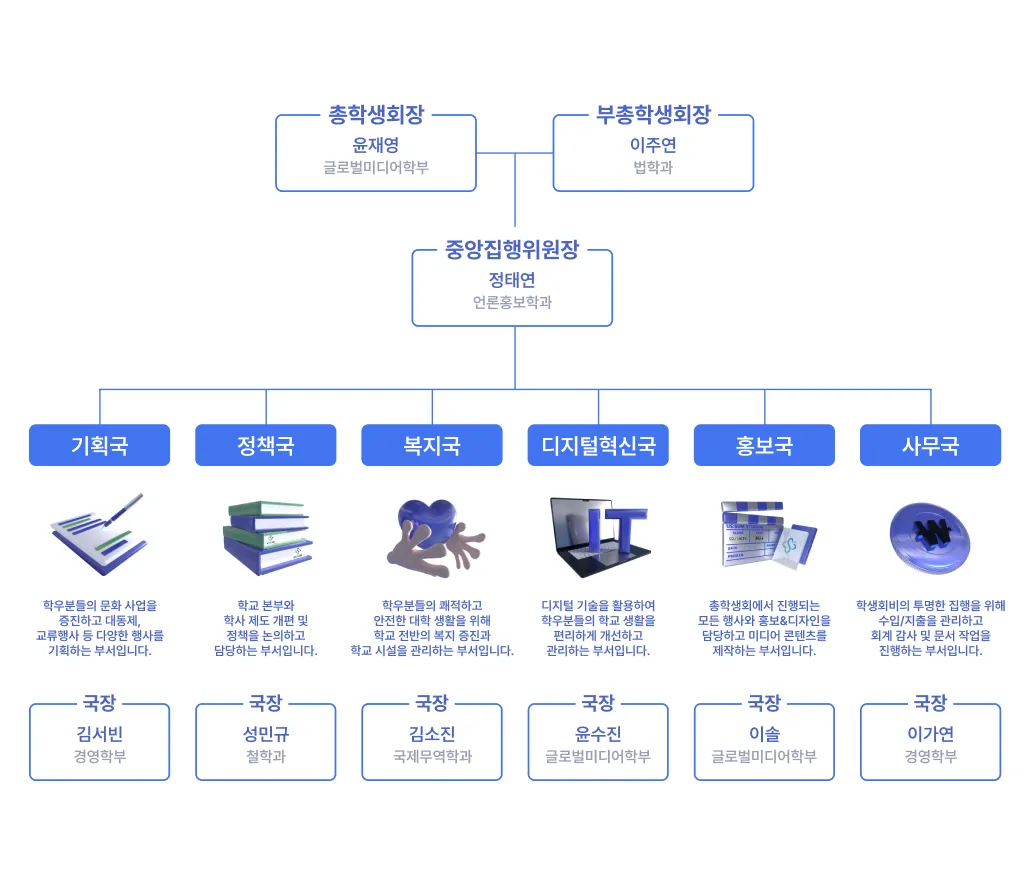 총학생회장
윤재영
글로벌미디어학부
부총학생회장
이주연
법학과
중앙집행위원장
정태연
언론홍보학과
기획국
정책국
복지국
디지털혁신국
홍보국
사무국
IT
학우분들의 문화 사업을
증진하고 대동제,
교류행사 등 다양한 행사를
기획하는 부서입니다.
학교 본부와
학사 제도 개편 및
정책을 논의하고
담당하는 부서입니다.
학우분들의 쾌적하고
안전한 대학 생활을 위해
학교 전반의 복지 증진과
학교 시설을 관리하는 부서입니다.
디지털 기술을 활용하여
학우분들의 학교 생활을
편리하게 개선하고
관리하는 부서입니다.
총학생회에서 진행되는
모든 행사와 홍보&디자인을
담당하고 미디어 콘텐츠를
제작하는 부서입니다.
학생회비의 투명한 집행을 위해
수입/지출을 관리하고
회계 감사 및 문서 작업을
진행하는 부서입니다.
국장
김서빈
경영학부
국장
성민규
철학과
국장
김소진
국제무역학과
국장
윤수진
글로벌미디어학부
국장
이솔
글로벌미디어학부
국장
이가연
경영학부